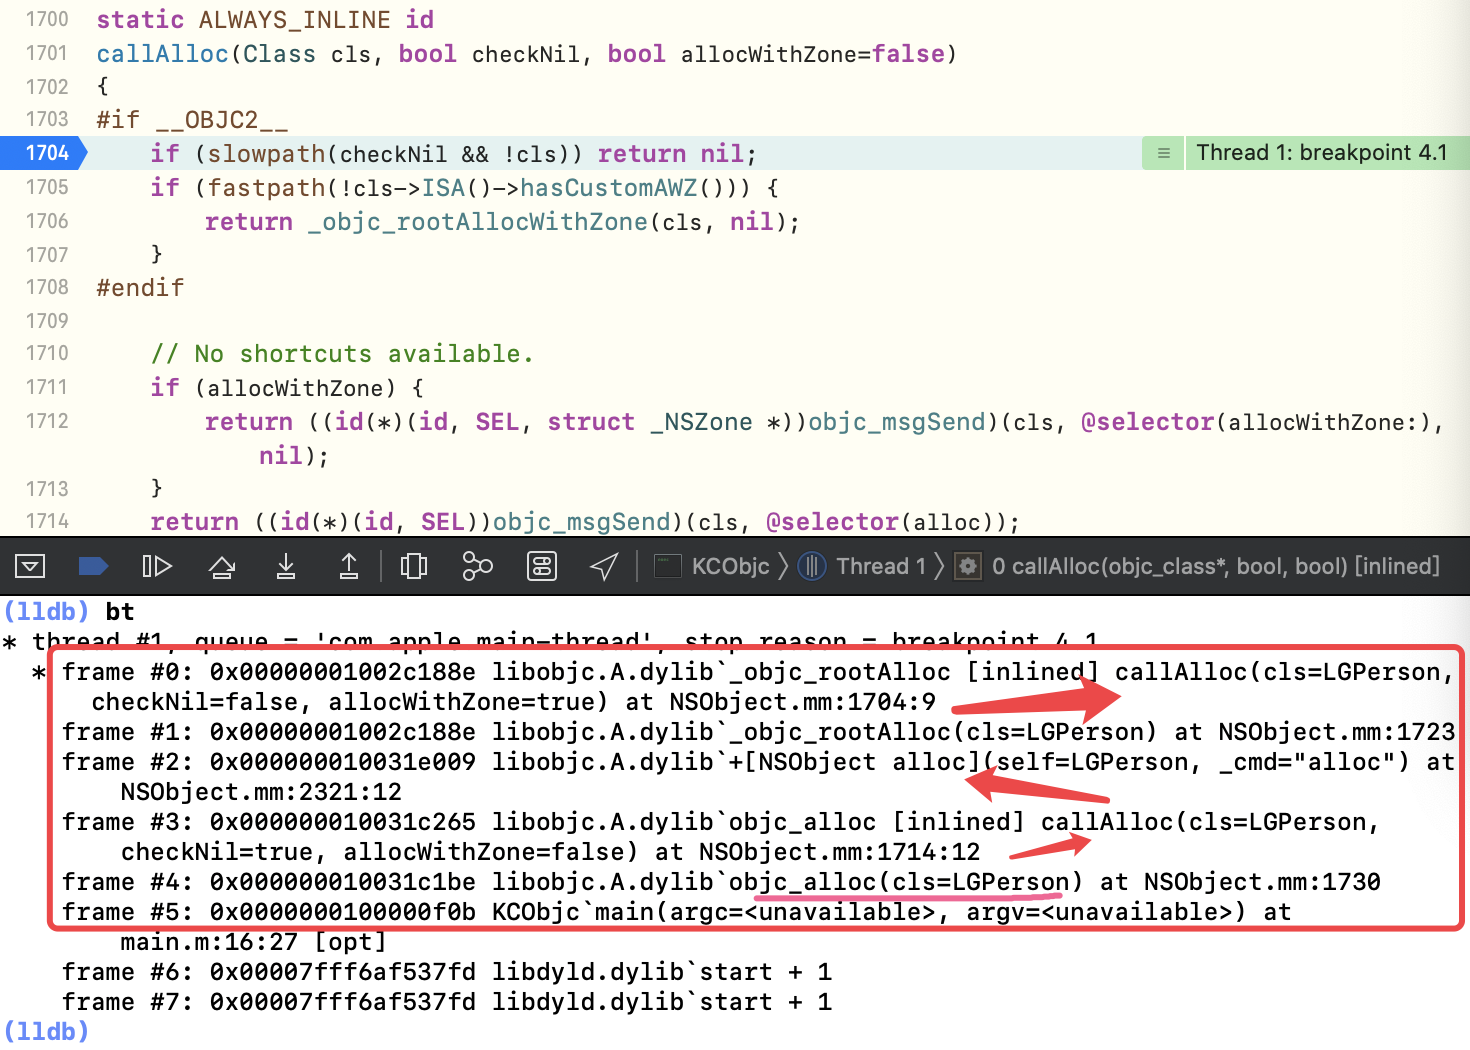 1700 static ALWAYS_INLINE id
1701 callAlloc(Class cls, bool checkNil, bool allocWithZone=false)
1702 {
1703 #if __OBJC2__
1704 if (slowpath(checkNil && !cls)) return nil; Thread 1: breakpoint 4.1
1705 if (fastpath(!cls->ISA()->hasCustomAWZ())) {
1706 return _objc_rootAllocWithZone(cls, nil);
1707 }
1708 #endif
1709
1710 // No shortcuts available.
1711 if (allocWithZone) {
1712 return ((id(*)(id, SEL, struct _NSZone *))objc_msgSend)(cls, @selector(allocWithZone:),
nil);
1713 }
1714 return ((id(*)(id, SEL))objc_msgSend)(cls, @selector(alloc));
KCObjc Thread 1 0 callAlloc(objc_class*, bool, bool) [inlined]
(lldb) bt
* thread #1, queue = 'com.apple.main-thread', stop reason = breakpoint 4.1
* frame #0: 0x00000001002c188e libobjc.A.dylib`_objc_rootAlloc [inlined] callAlloc(cls=LGPerson,
checkNil=false, allocWithZone=true) at NSObject.mm:1704:9
frame #1: 0x00000001002c188e libobjc.A.dylib`_objc_rootAlloc(cls=LGPerson) at NSObject.mm:1723
frame #2: 0x000000010031e009 libobjc.A.dylib`+[NSObject alloc](self=LGPerson, _cmd="alloc") at
NSObject.mm:2321:12
frame #3: 0x000000010031c265 libobjc.A.dylib`objc_alloc [inlined] callAlloc(cls=LGPerson,
checkNil=true, allocWithZone=false) at NSObject.mm:1714:12
frame #4: 0x000000010031c1be libobjc.A.dylib`objc_alloc(cls=LGPerson) at NSObject.mm:1730
frame #5: 0x0000000100000f0b KCObjc`main(argc=<unavailable>, argv=<unavailable>) at
main.m:16:27 [opt]
frame #6: 0x00007fff6af537fd libdyld.dylib`start + 1
frame #7: 0x00007fff6af537fd libdyld.dylib`start + 1
(lldb)